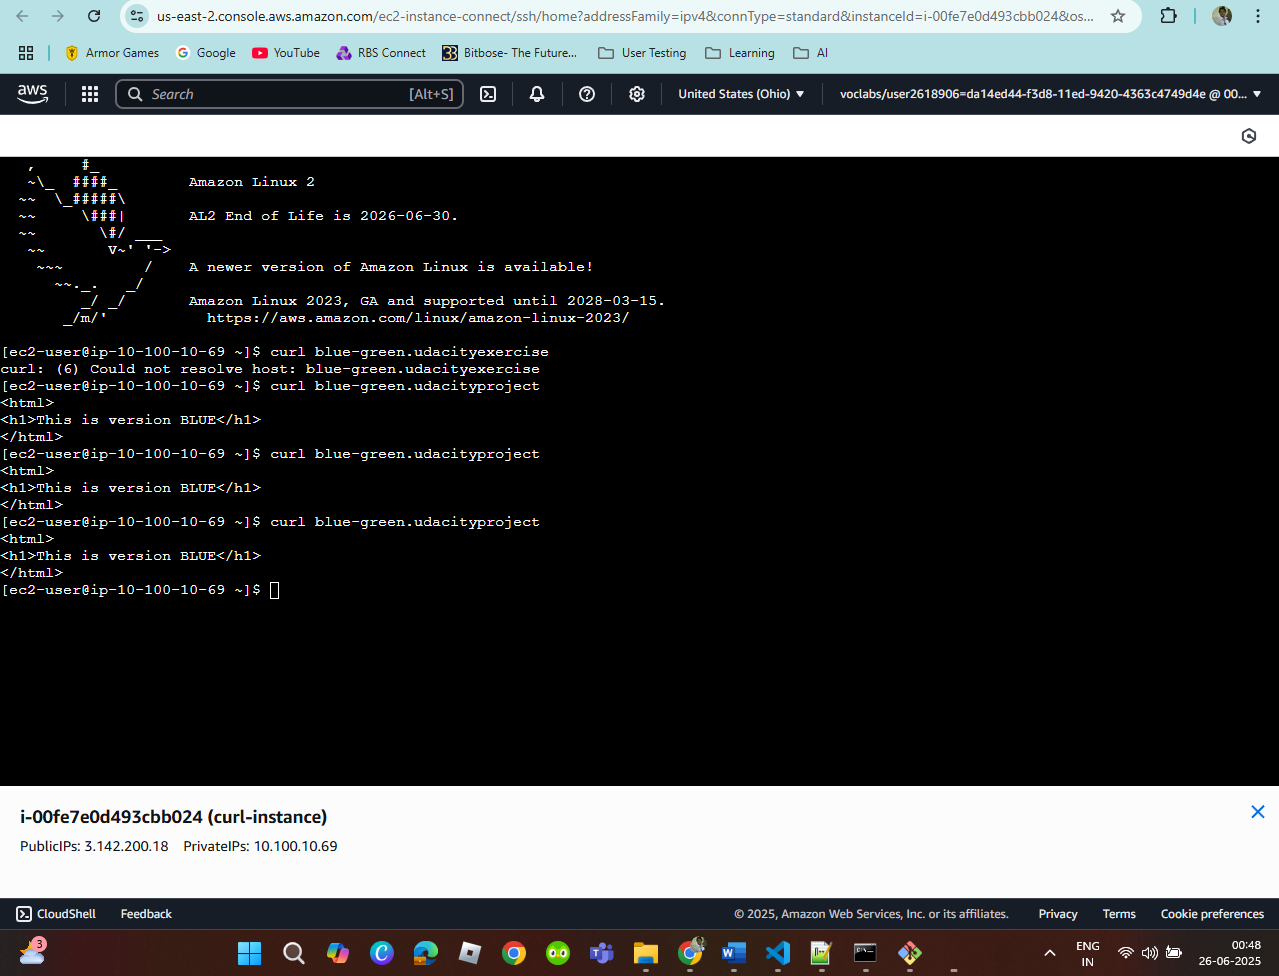 us-east-2.console.aws.amazon.com/ec2-instance-connect/ssh/home?addressFamily=ipv4&connType=standard&instanceId=i-00fe7e0d493cbb024&os...
Armor Games
Google
YouTube
RBS Connect
Bitbose- The Future...
User Testing
Learning
AI
aws
Search
[Alt+S]
United States (Ohio)
voclabs/user2618906=da14ed44-f3d8-11ed-9420-4363c4749d4e @ 00...
,     #_
~\_  ####_        Amazon Linux 2
~~  \_#####\
~~     \###|       AL2 End of Life is 2026-06-30.
~~       \#/ ___
~~       V~' '->
~~~         /    A newer version of Amazon Linux is available!
~~._.   _/
_/ _/       Amazon Linux 2023, GA and supported until 2028-03-15.
_/m/'           https://aws.amazon.com/linux/amazon-linux-2023/
[ec2-user@ip-10-100-10-69 ~]$ curl blue-green.udacityexercise
curl: (6) Could not resolve host: blue-green.udacityexercise
[ec2-user@ip-10-100-10-69 ~]$ curl blue-green.udacityproject
<html>
<h1>This is version BLUE</h1>
</html>
[ec2-user@ip-10-100-10-69 ~]$ curl blue-green.udacityproject
<html>
<h1>This is version BLUE</h1>
</html>
[ec2-user@ip-10-100-10-69 ~]$ curl blue-green.udacityproject
<html>
<h1>This is version BLUE</h1>
</html>
[ec2-user@ip-10-100-10-69 ~]$
i-00fe7e0d493cbb024 (curl-instance)
PublicIPs: 3.142.200.18    PrivateIPs: 10.100.10.69
CloudShell
Feedback
© 2025, Amazon Web Services, Inc. or its affiliates.
Privacy
Terms
Cookie preferences
3
ENG
IN
00:48
26-06-2025